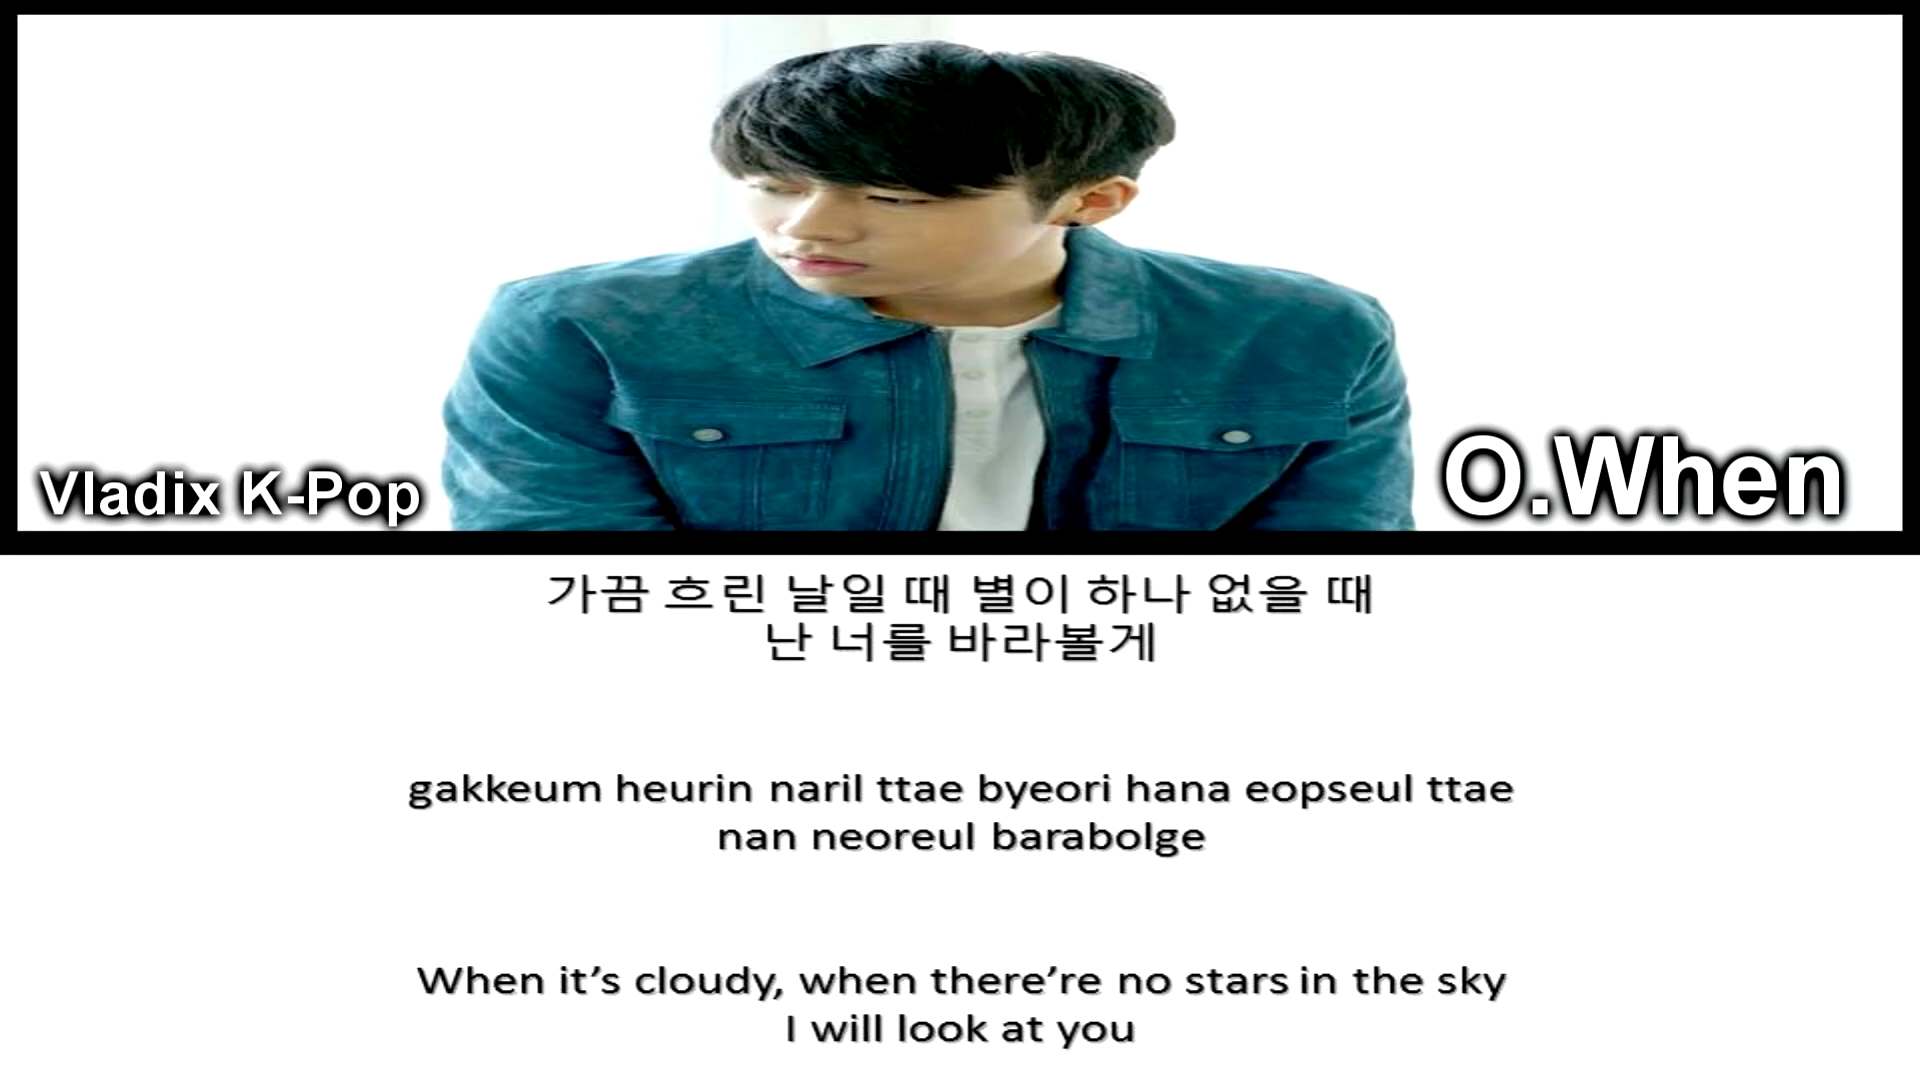 Vladix K-Pop
O.When
가끔 흐린 날일 때 별이 하나 없을 때
난 너를 바라볼게
gakkeum heurin naril ttae byeori hana eopseul ttae
nan neoreul barabolge
When it’s cloudy, when there’re no stars in the sky
I will look at you